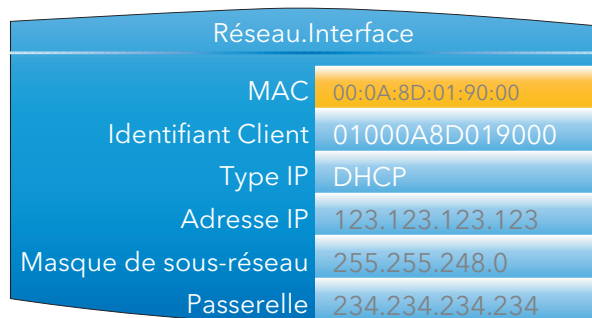 Réseau.Interface
MAC 00:0A:8D:01:90:00
Identifiant Client 01000A8D019000
Type IP DHCP
Adresse IP 123.123.123.123
Masque de sous-réseau 255.255.248.0
Passerelle 234.234.234.234